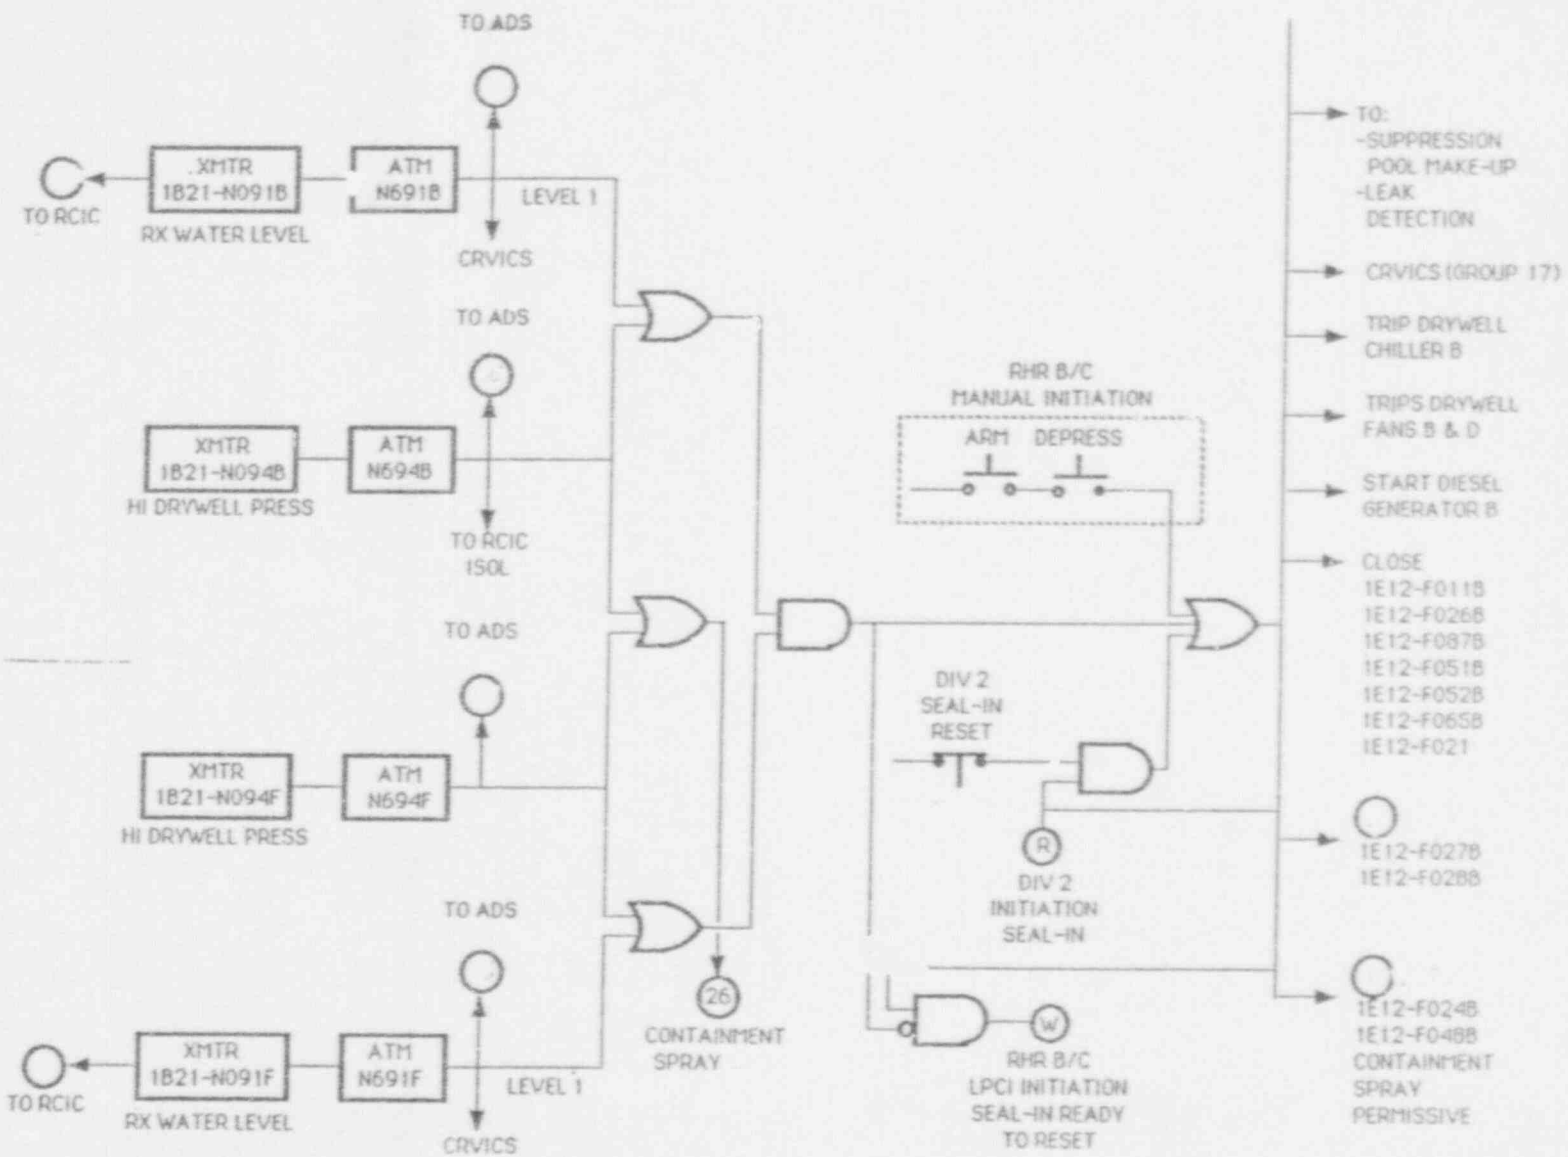 TO ADS
TO RCIC
.XMTR
1B21-N091B
RX WATER LEVEL
ATM
N691B
LEVEL 1
CRVICS
TO ADS
XMTR
1B21-N094B
HI DRYWELL PRESS
ATM
N694B
TO RCIC
ISOL
TO ADS
XMTR
1B21-N094F
HI DRYWELL PRESS
ATM
N694F
TO ADS
TO RCIC
XMTR
1B21-N091F
RX WATER LEVEL
ATM
N691F
LEVEL 1
CRVICS
26
CONTAINMENT
SPRAY
RHR B/C
MANUAL INITIATION
ARM DEPRESS
DIV 2
SEAL-IN
RESET
R
DIV 2
INITIATION
SEAL-IN
W
RHR B/C
LPCI INITIATION
SEAL-IN READY
TO RESET
TO:
-SUPPRESSION
POOL MAKE-UP
-LEAK
DETECTION
CRVICS (GROUP 17)
TRIP DRYWELL
CHILLER B
TRIPS DRYWELL
FANS B & D
START DIESEL
GENERATOR B
CLOSE
1E12-F011B
1E12-F026B
1E12-F087B
1E12-F051B
1E12-F052B
1E12-F065B
1E12-F021
1E12-F027B
1E12-F028B
1E12-F024B
1E12-F048B
CONTAINMENT
SPRAY
PERMISSIVE